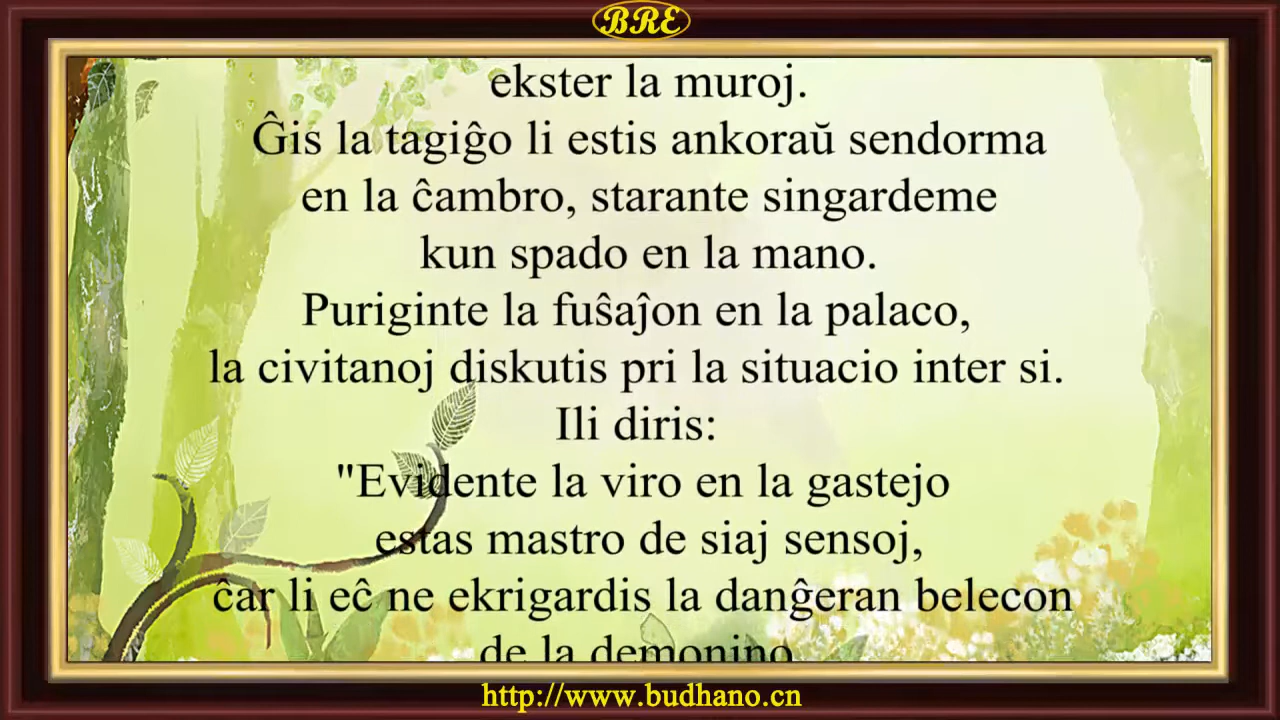 BRE
ekster la muroj.
Ĝis la tagiĝo li estis ankoraŭ sendorma
en la ĉambro, starante singardeme
kun spado en la mano.
Puriginte la fuŝaĵon en la palaco,
la civitanoj diskutis pri la situacio inter si.
Ili diris:
"Evidente la viro en la gastejo
estas mastro de siaj sensoj,
ĉar li eĉ ne ekrigardis la danĝeran belecon
de la demonino
http://www.budhano.cn